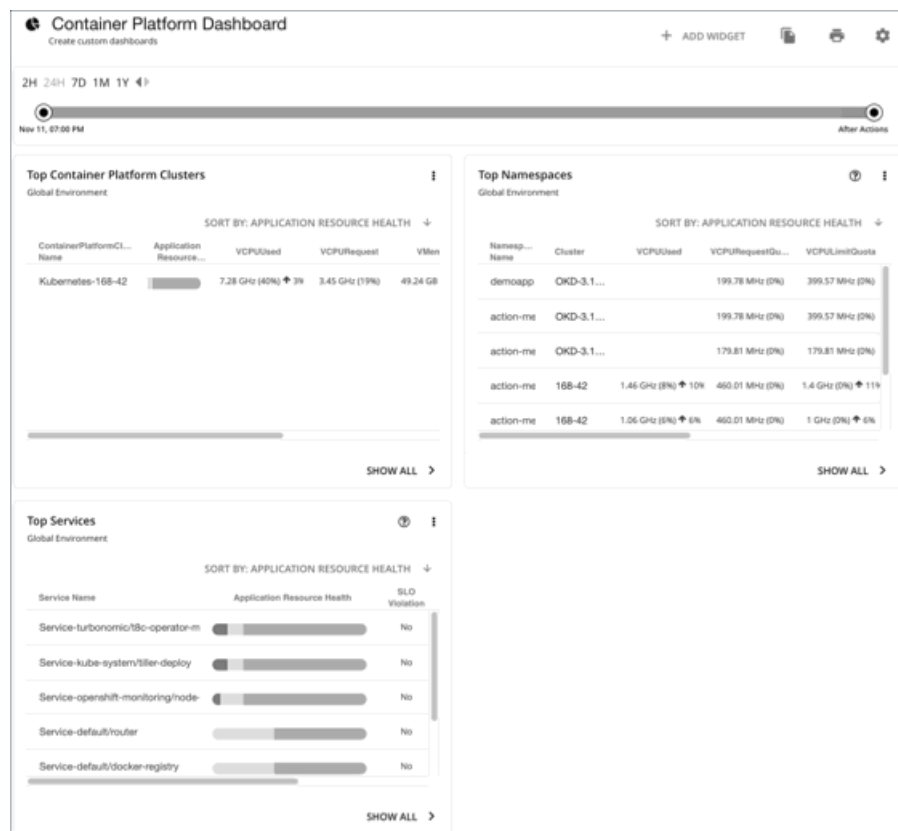 Container Platform Dashboard
Create custom dashboards
+ ADD WIDGET
2H 24H 7D 1M 1Y
Nov 11, 07:00 PM
After Actions
Top Container Platform Clusters
Global Environment
SORT BY: APPLICATION RESOURCE HEALTH
ContainerPlatformCl... Name Application Resource... VCPUUsed VCPURequest VMen
Kubernetes-168-42 7.28 GHz (40%) 3% 3.45 GHz (19%) 49.24 GB
SHOW ALL
Top Namespaces
Global Environment
SORT BY: APPLICATION RESOURCE HEALTH
Namesp... Name Cluster VCPUUsed VCPURequestQu... VCPULimitQuota
demoapp OKD-3.1... 199.78 MHz (0%) 399.57 MHz (0%)
action-me OKD-3.1... 199.78 MHz (0%) 399.57 MHz (0%)
action-me OKD-3.1... 179.81 MHz (0%) 179.81 MHz (0%)
action-me 168-42 1.46 GHz (8%) 10% 460.01 MHz (0%) 1.4 GHz (0%) 11%
action-me 168-42 1.06 GHz (6%) 6% 460.01 MHz (0%) 1 GHz (0%) 6%
SHOW ALL
Top Services
Global Environment
SORT BY: APPLICATION RESOURCE HEALTH
Service Name Application Resource Health SLO Violation
Service-turbonomic/t8c-operator-m No
Service-kube-system/tiller-deploy No
Service-openshift-monitoring/node- No
Service-default/router No
Service-default/docker-registry No
SHOW ALL